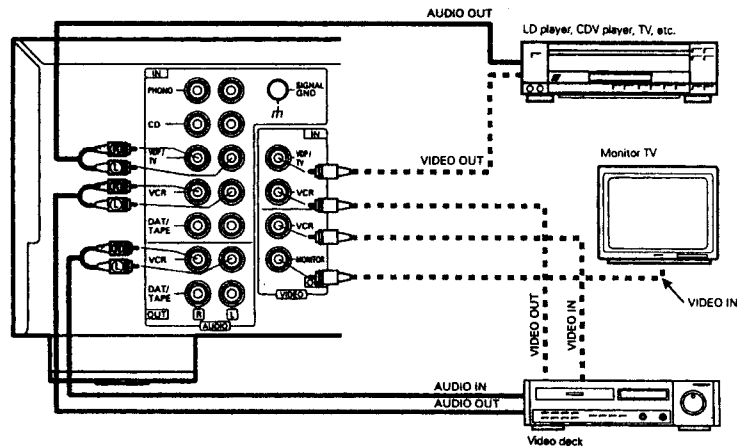 AUDIO OUT
LD player, CDV player, TV, etc.
IN
PHONO
SIGNAL
GND
CD
IN
VDP/
TV
VDP/
TV
VIDEO OUT
Monitor TV
R
L
VCR
VCR
R
L
DAT/
TAPE
VCR
R
L
VCR
MONITOR
DAT/
TAPE
OUT
VIDEO
VIDEO IN
OUT
R
L
AUDIO
VIDEO OUT
VIDEO IN
AUDIO IN
AUDIO OUT
Video deck